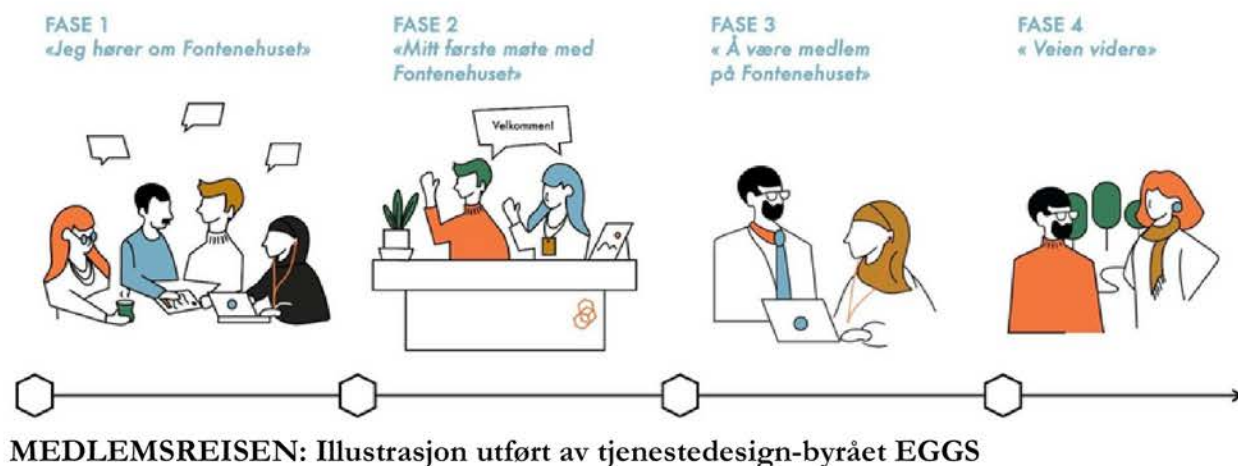 FASE 1
«Jeg hører om Fontenehuset»
FASE 2
«Mitt første møte med
Fontenehuset»
FASE 3
« Å være medlem
på Fontenehuset»
FASE 4
« Veien videre»
Velkommen!
MEDLEMSREISEN: Illustrasjon utført av tjenestedesign-byrået EGGS